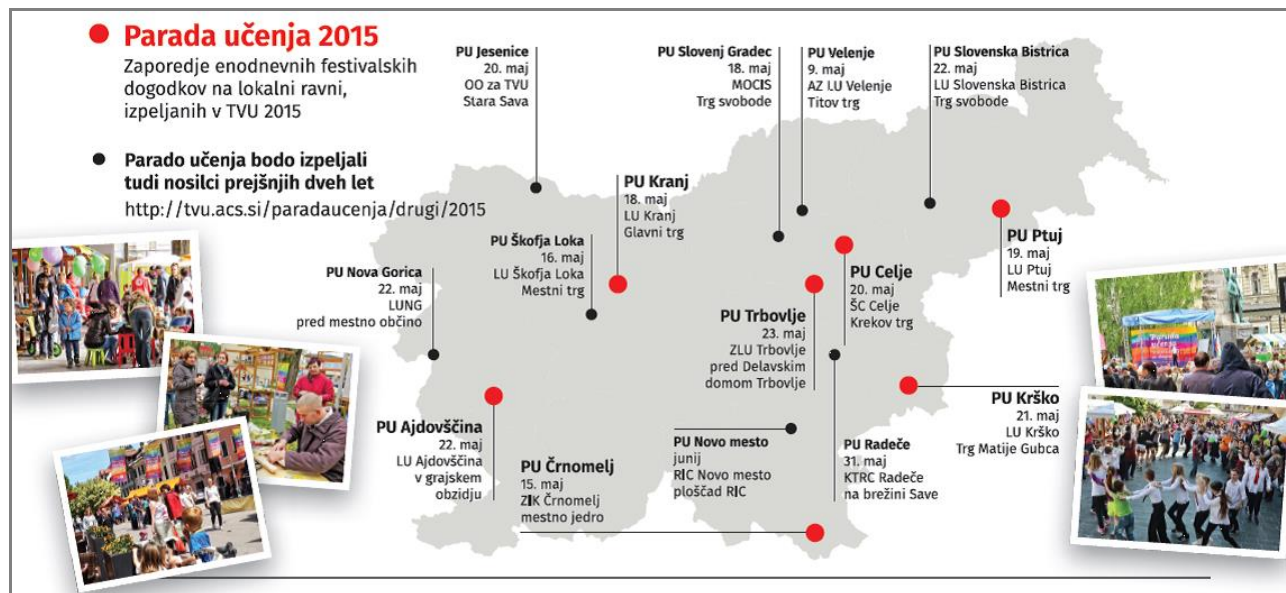 Parada učenja 2015
Zaporedje enodnevnih festivalskih
dogodkov na lokalni ravni,
izpeljanih v TVU 2015
Parado učenja bodo izpeljali
tudi nosilci prejšnjih dveh let
http://tvu.acs.si/paradaucenja/drugi/2015
PU Jesenice
20. maj
OO za TVU
Stara Sava
PU Slovenj Gradec
18. maj
MOCIS
Trg svobode
PU Velenje
9. maj
AZ LU Velenje
Titov trg
PU Slovenska Bistrica
22. maj
LU Slovenska Bistrica
Trg svobode
PU Kranj
18. maj
LU Kranj
Glavni trg
PU Škofja Loka
16. maj
LU Škofja Loka
Mestni trg
PU Nova Gorica
22. maj
LUNG
pred mestno občino
PU Ptuj
19. maj
LU Ptuj
Mestni trg
PU Celje
20. maj
ŠC Celje
Krekov trg
PU Trbovlje
23. maj
ZLU Trbovlje
pred Delavskim
domom Trbovlje
PU Krško
21. maj
LU Krško
Trg Matije Gubca
PU Ajdovščina
22. maj
LU Ajdovščina
v grajskem
obzidju
PU Črnomelj
15. maj
ZIK Črnomelj
mestno jedro
PU Novo mesto
junij
RIC Novo mesto
ploščad RIC
PU Radeče
31. maj
KTRC Radeče
na brežini Save
Parada
učenja